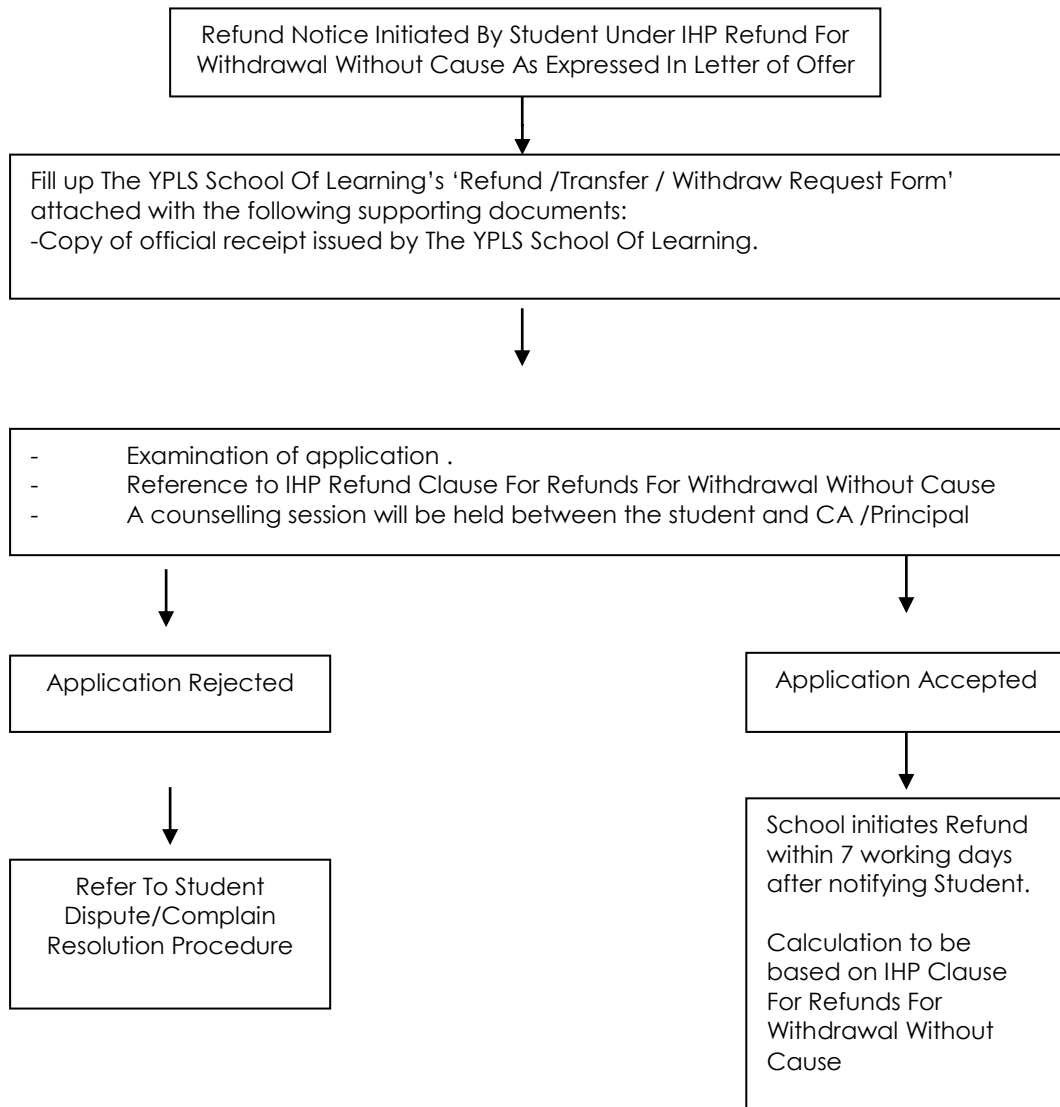 Refund Notice Initiated By Student Under IHP Refund For
Withdrawal Without Cause As Expressed In Letter of Offer
Fill up The YPLS School Of Learning's 'Refund /Transfer / Withdraw Request Form'
attached with the following supporting documents:
-Copy of official receipt issued by The YPLS School Of Learning.
- Examination of application .
- Reference to IHP Refund Clause For Refunds For Withdrawal Without Cause
- A counselling session will be held between the student and CA /Principal
Application Rejected
Application Accepted
Refer To Student
Dispute/Complain
Resolution Procedure
School initiates Refund
within 7 working days
after notifying Student.
Calculation to be
based on IHP Clause
For Refunds For
Withdrawal Without
Cause